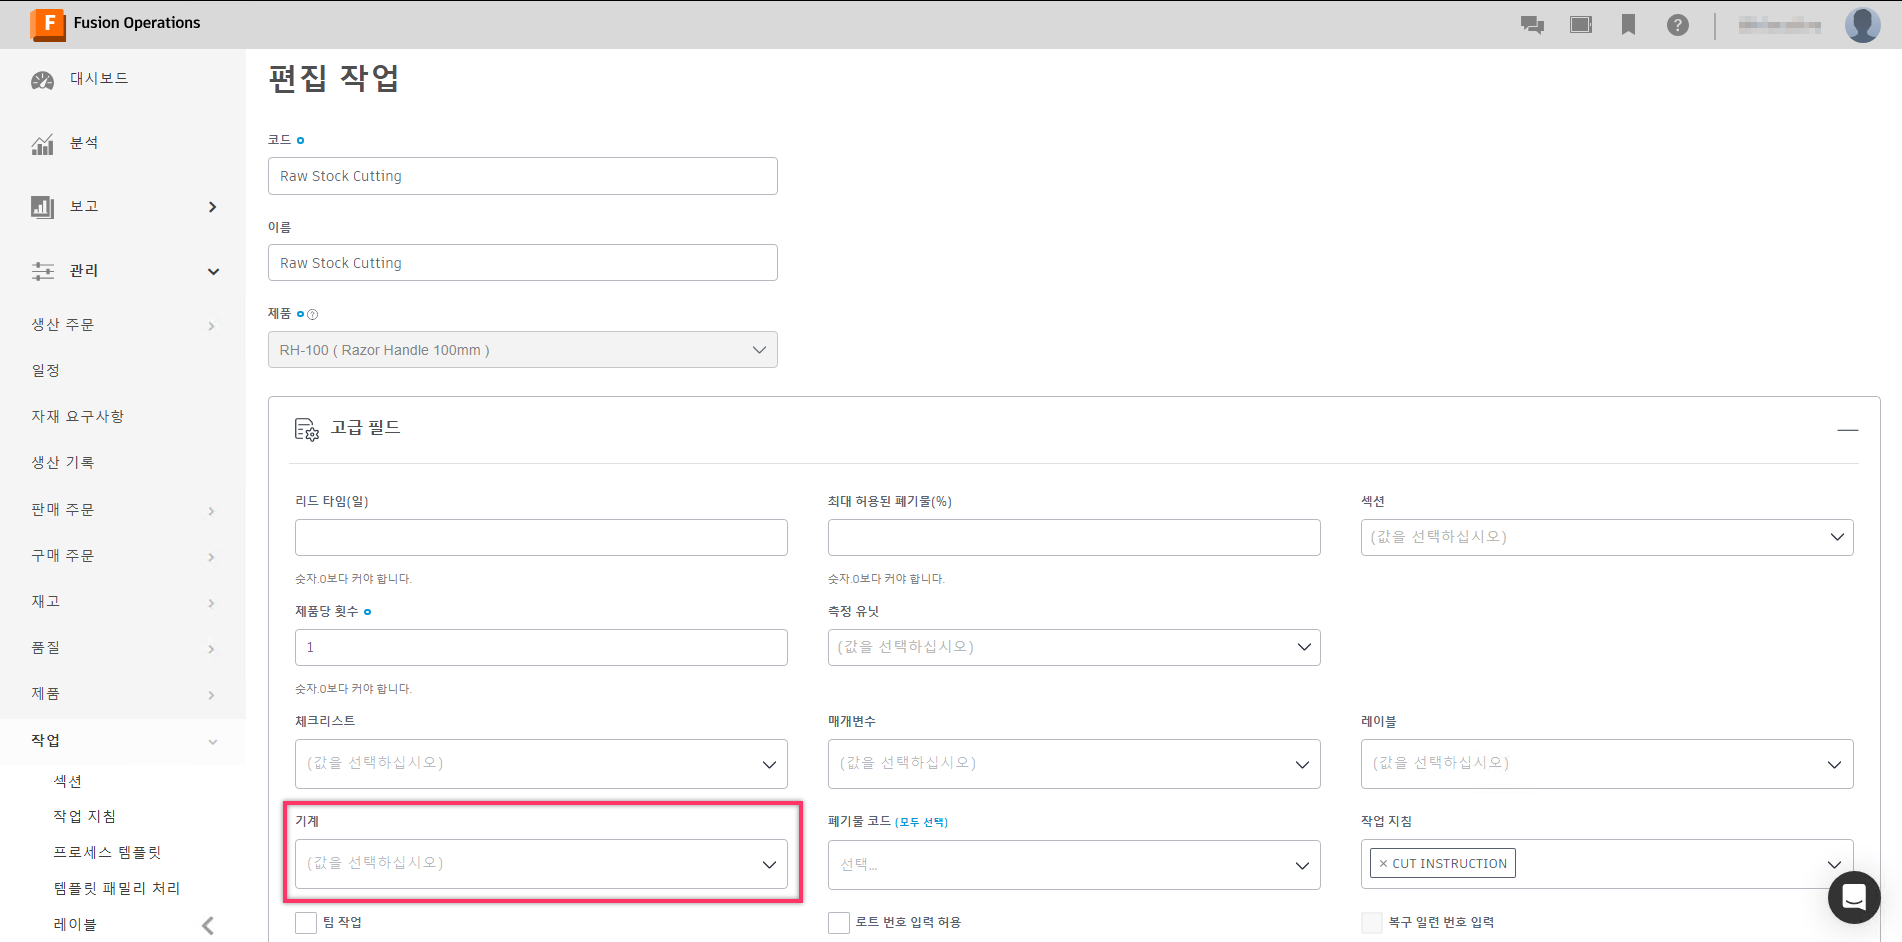 F Fusion Operations
?
대시보드
분석
보고
관리
생산 주문
일정
자재 요구사항
생산 기록
판매 주문
구매 주문
재고
품질
제품
작업
섹션
작업 지침
프로세스 템플릿
템플릿 패밀리 처리
레이블
편집 작업
코드
Raw Stock Cutting
이름
Raw Stock Cutting
제품 ?
RH-100 ( Razor Handle 100mm )
고급 필드
리드 타임(일)
숫자.0보다 커야 합니다.
최대 허용된 폐기물(%)
숫자.0보다 커야 합니다.
섹션
(값을 선택하십시오)
제품당 횟수
1
숫자.0보다 커야 합니다.
측정 유닛
(값을 선택하십시오)
체크리스트
(값을 선택하십시오)
매개변수
(값을 선택하십시오)
레이블
(값을 선택하십시오)
기계
(값을 선택하십시오)
폐기물 코드 (모두 선택)
선택...
작업 지침
× CUT INSTRUCTION
팀 작업
로트 번호 입력 허용
복구 일련 번호 입력